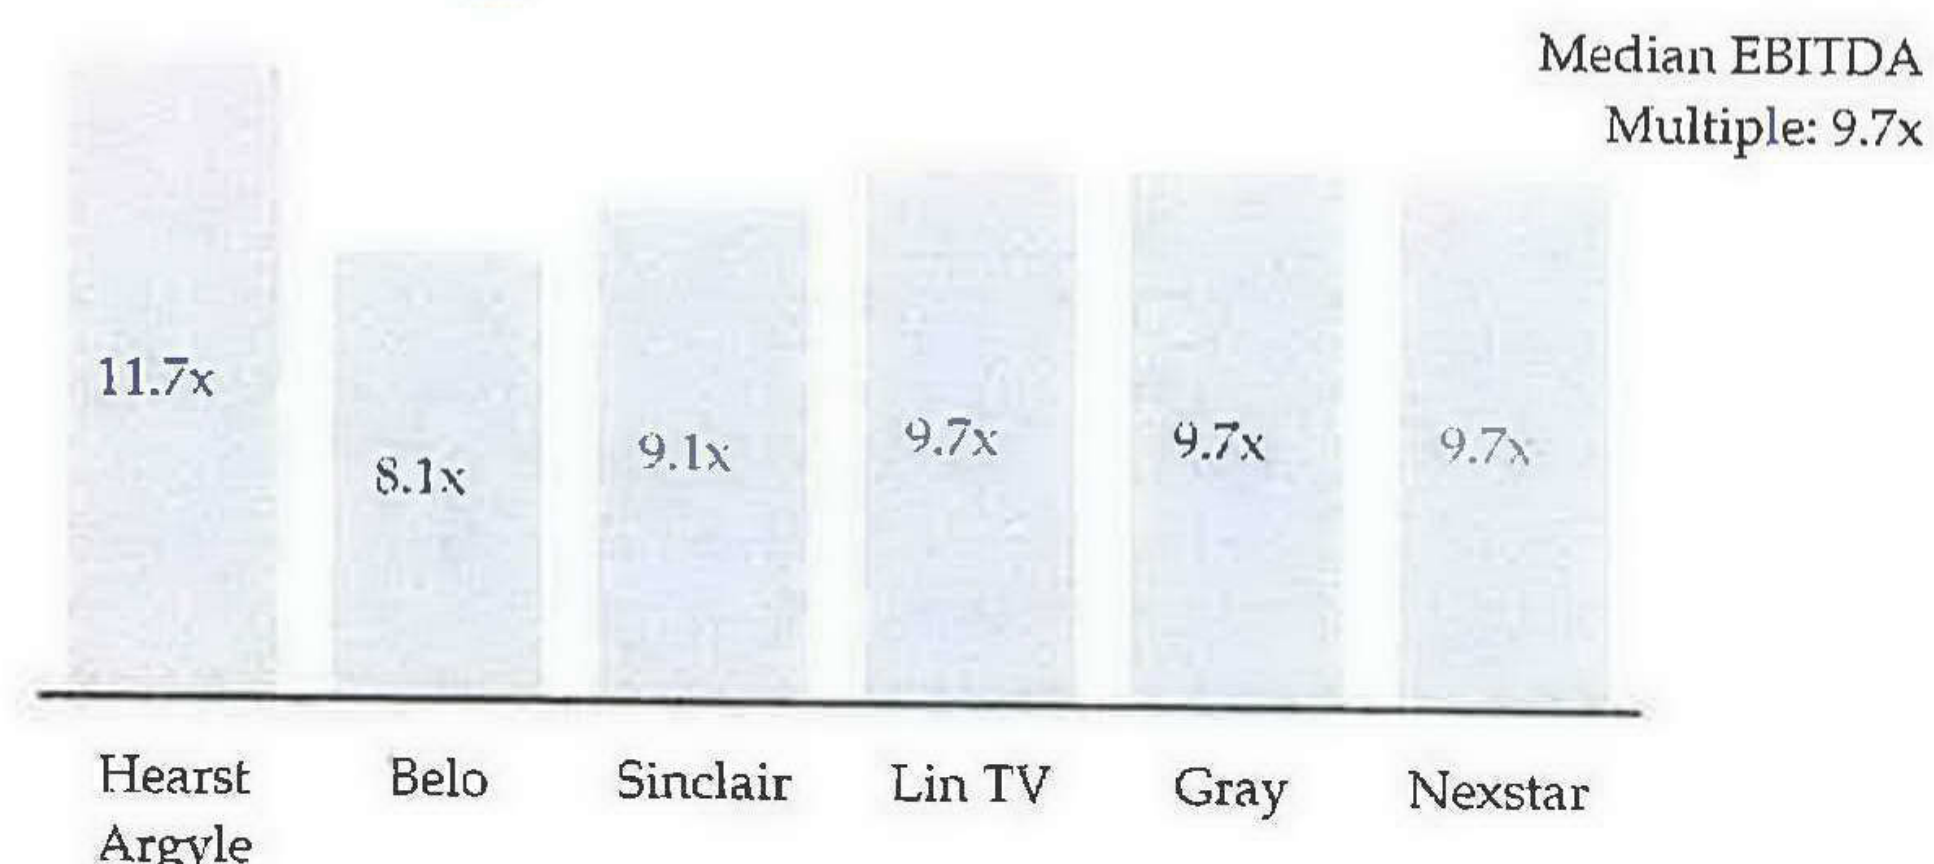 Median EBITDA
Multiple: 9.7x
11.7x
8.1x
9.1x
9.7x
9.7x
9.7x
Hearst
Argyle
Belo
Sinclair
Lin TV
Gray
Nexstar